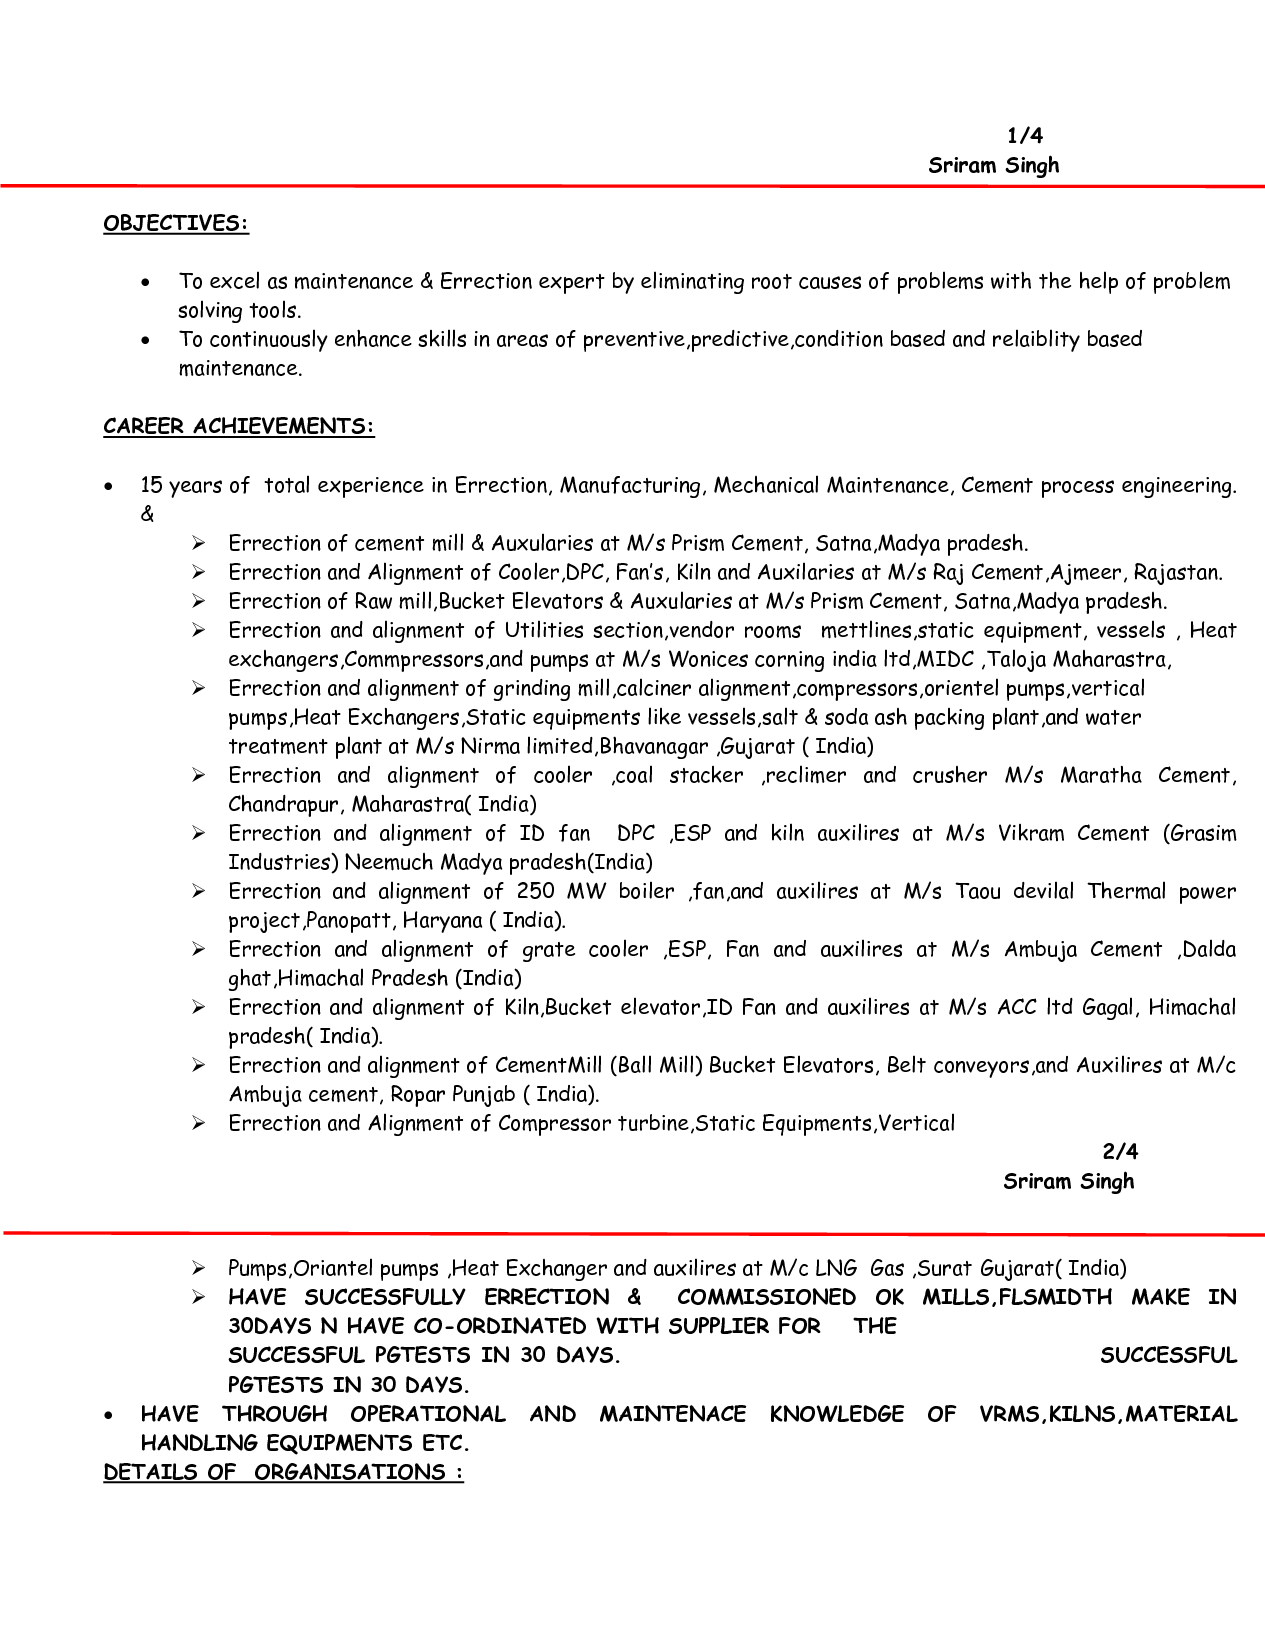 1/4
Sriram Singh
OBJECTIVES:
• To excel as maintenance & Errection expert by eliminating root causes of problems with the help of problem
solving tools.
• To continuously enhance skills in areas of preventive,predictive,condition based and relaiblity based
maintenance.
CAREER ACHIEVEMENTS:
• 15 years of total experience in Errection, Manufacturing, Mechanical Maintenance, Cement process engineering.
&
➢ Errection of cement mill & Auxularies at M/s Prism Cement, Satna,Madya pradesh.
➢ Errection and Alignment of Cooler,DPC, Fan’s, Kiln and Auxilaries at M/s Raj Cement,Ajmeer, Rajastan.
➢ Errection of Raw mill,Bucket Elevators & Auxularies at M/s Prism Cement, Satna,Madya pradesh.
➢ Errection and alignment of Utilities section,vendor rooms mettlines,static equipment, vessels , Heat
exchangers,Commpressors,and pumps at M/s Wonices corning india ltd,MIDC ,Taloja Maharastra,
➢ Errection and alignment of grinding mill,calciner alignment,compressors,orientel pumps,vertical
pumps,Heat Exchangers,Static equipments like vessels,salt & soda ash packing plant,and water
treatment plant at M/s Nirma limited,Bhavanagar ,Gujarat ( India)
➢ Errection and alignment of cooler ,coal stacker ,reclimer and crusher M/s Maratha Cement,
Chandrapur, Maharastra( India)
➢ Errection and alignment of ID fan DPC ,ESP and kiln auxilires at M/s Vikram Cement (Grasim
Industries) Neemuch Madya pradesh(India)
➢ Errection and alignment of 250 MW boiler ,fan,and auxilires at M/s Taou devilal Thermal power
project,Panopatt, Haryana ( India).
➢ Errection and alignment of grate cooler ,ESP, Fan and auxilires at M/s Ambuja Cement ,Dalda
ghat,Himachal Pradesh (India)
➢ Errection and alignment of Kiln,Bucket elevator,ID Fan and auxilires at M/s ACC ltd Gagal, Himachal
pradesh( India).
➢ Errection and alignment of CementMill (Ball Mill) Bucket Elevators, Belt conveyors,and Auxilires at M/c
Ambuja cement, Ropar Punjab ( India).
➢ Errection and Alignment of Compressor turbine,Static Equipments,Vertical
2/4
Sriram Singh
➢ Pumps,Oriantel pumps ,Heat Exchanger and auxilires at M/c LNG Gas ,Surat Gujarat( India)
➢ HAVE SUCCESSFULLY ERRECTION & COMMISSIONED OK MILLS,FLSMIDTH MAKE IN
30DAYS N HAVE CO-ORDINATED WITH SUPPLIER FOR THE
SUCCESSFUL PGTESTS IN 30 DAYS. SUCCESSFUL
PGTESTS IN 30 DAYS.
• HAVE THROUGH OPERATIONAL AND MAINTENACE KNOWLEDGE OF VRMS,KILNS,MATERIAL
HANDLING EQUIPMENTS ETC.
DETAILS OF ORGANISATIONS :